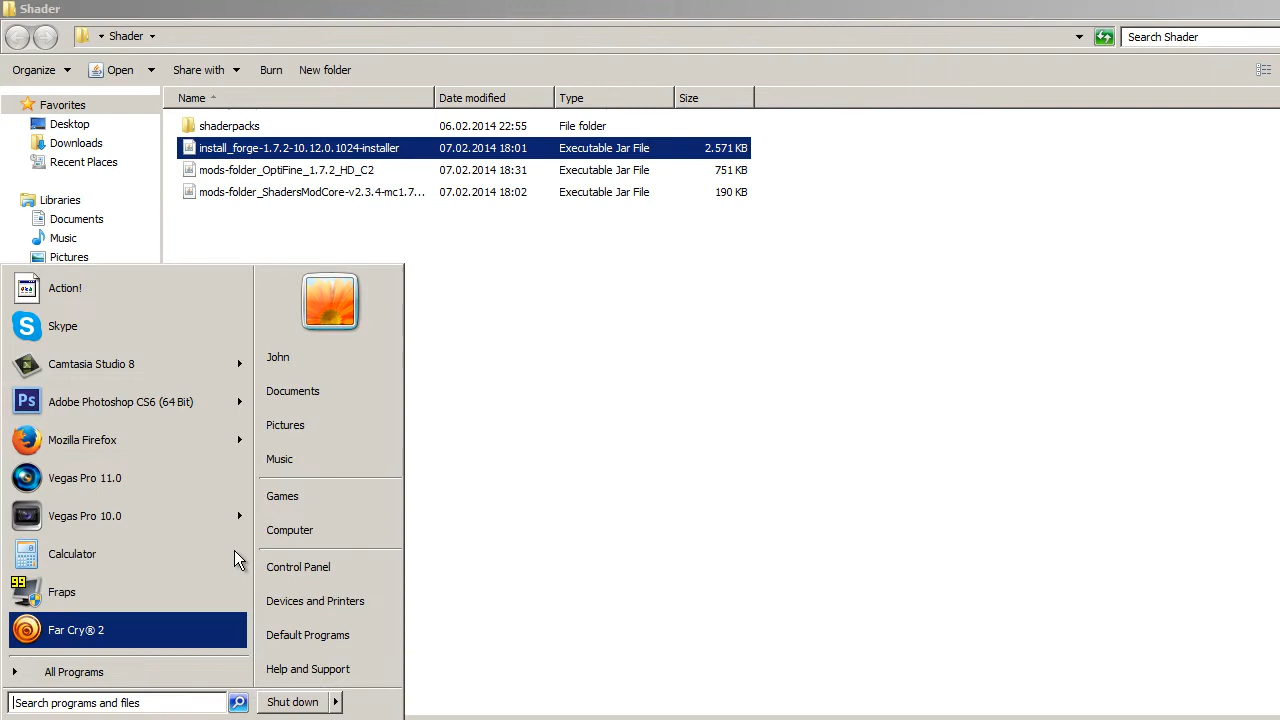 Shader
Shader
Search Shader
Organize Open Share with Burn New folder
Name Date modified Type Size
Favorites
Desktop
Downloads
Recent Places
Libraries
Documents
Music
Pictures
shaderpacks 06.02.2014 22:55 File folder
install_forge-1.7.2-10.12.0.1024-installer 07.02.2014 18:01 Executable Jar File 2.571 KB
mods-folder_OptiFine_1.7.2_HD_C2 07.02.2014 18:31 Executable Jar File 751 KB
mods-folder_ShadersModCore-v2.3.4-mc1.7... 07.02.2014 18:02 Executable Jar File 190 KB
Action!
Skype
Camtasia Studio 8
Ps Adobe Photoshop CS6 (64 Bit)
Mozilla Firefox
Vegas Pro 11.0
Vegas Pro 10.0
Calculator
99 Fraps
Far Cry® 2
All Programs
Search programs and files
John
Documents
Pictures
Music
Games
Computer
Control Panel
Devices and Printers
Default Programs
Help and Support
Shut down